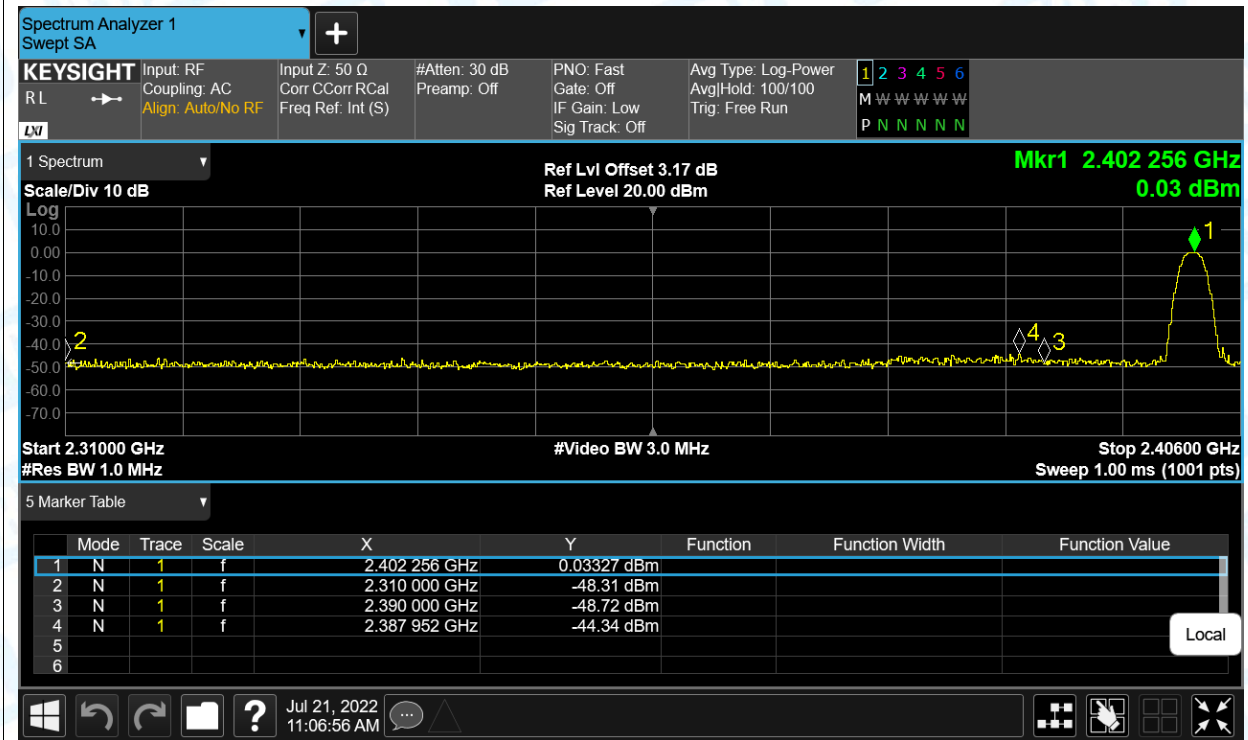 Spectrum Analyzer 1
Swept SA
KEYSIGHT
R L
LXI
Input: RF
Coupling: AC
Align: Auto/No RF
Input Z: 50 Ω
Corr CCorr RCal
Freq Ref: Int (S)
#Atten: 30 dB
Preamp: Off
PNO: Fast
Gate: Off
IF Gain: Low
Sig Track: Off
Avg Type: Log-Power
Avg|Hold: 100/100
Trig: Free Run
1 2 3 4 5 6
M W W W W W W
P N N N N N N
1 Spectrum
Scale/Div 10 dB
Ref Lvl Offset 3.17 dB
Ref Level 20.00 dBm
Mkr1 2.402 256 GHz
0.03 dBm
Log
10.0
0.00
-10.0
-20.0
-30.0
-40.0
-50.0
-60.0
-70.0
1
2
4
3
Start 2.31000 GHz
#Res BW 1.0 MHz
#Video BW 3.0 MHz
Stop 2.40600 GHz
Sweep 1.00 ms (1001 pts)
5 Marker Table
Mode Trace Scale X Y Function Function Width Function Value
1 N 1 f 2.402 256 GHz 0.03327 dBm
2 N 1 f 2.310 000 GHz -48.31 dBm
3 N 1 f 2.390 000 GHz -48.72 dBm
4 N 1 f 2.387 952 GHz -44.34 dBm
5
6
Local
?
Jul 21, 2022
11:06:56 AM